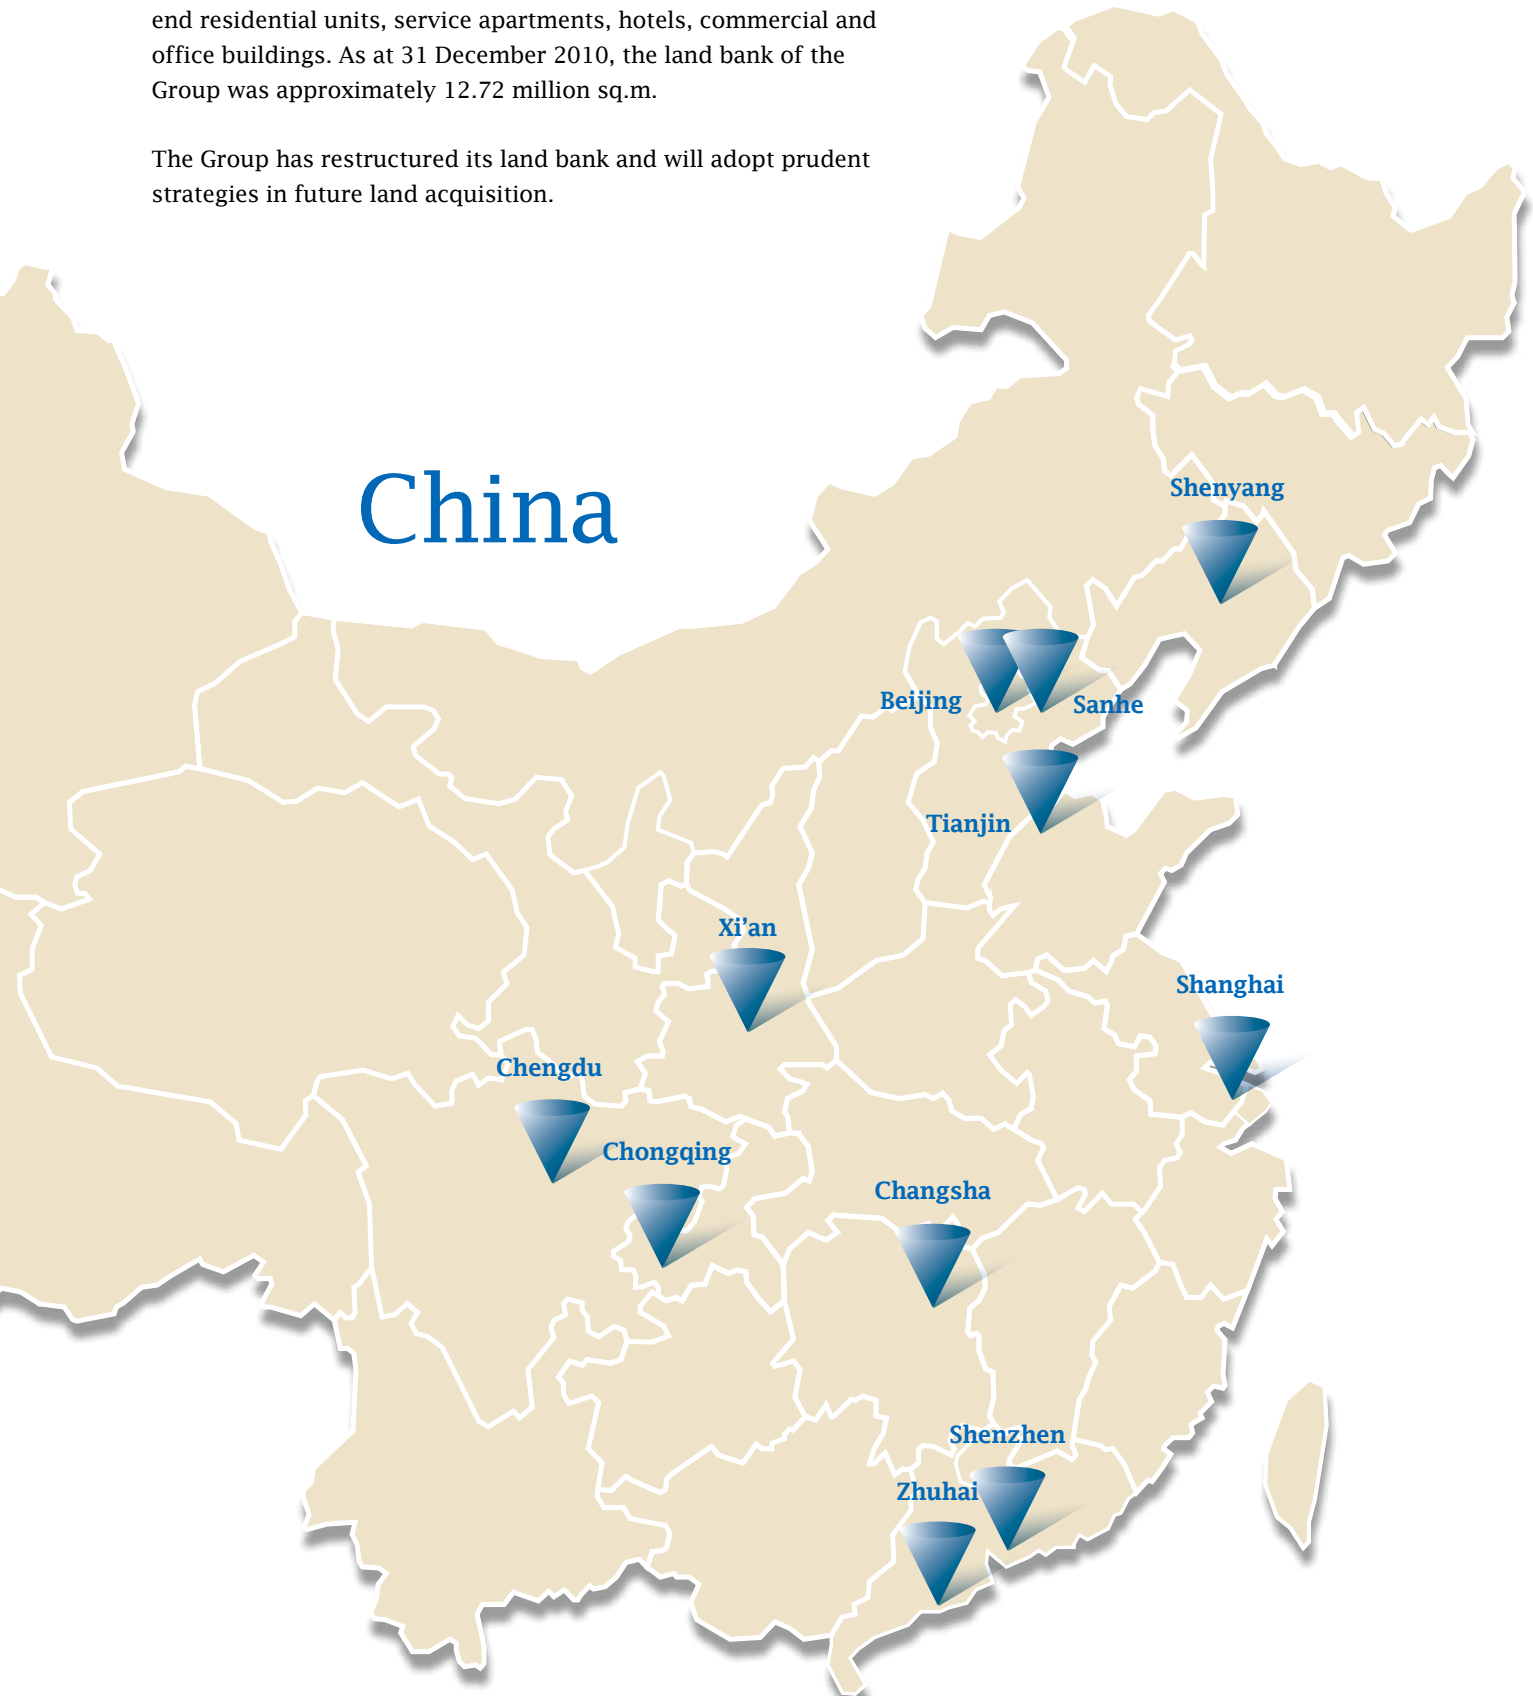 end residential units, service apartments, hotels, commercial and
office buildings. As at 31 December 2010, the land bank of the
Group was approximately 12.72 million sq.m.
The Group has restructured its land bank and will adopt prudent
strategies in future land acquisition.
China
Shenyang
Beijing
Sanhe
Tianjin
Xi’an
Shanghai
Chengdu
Chongqing
Changsha
Shenzhen
Zhuhai